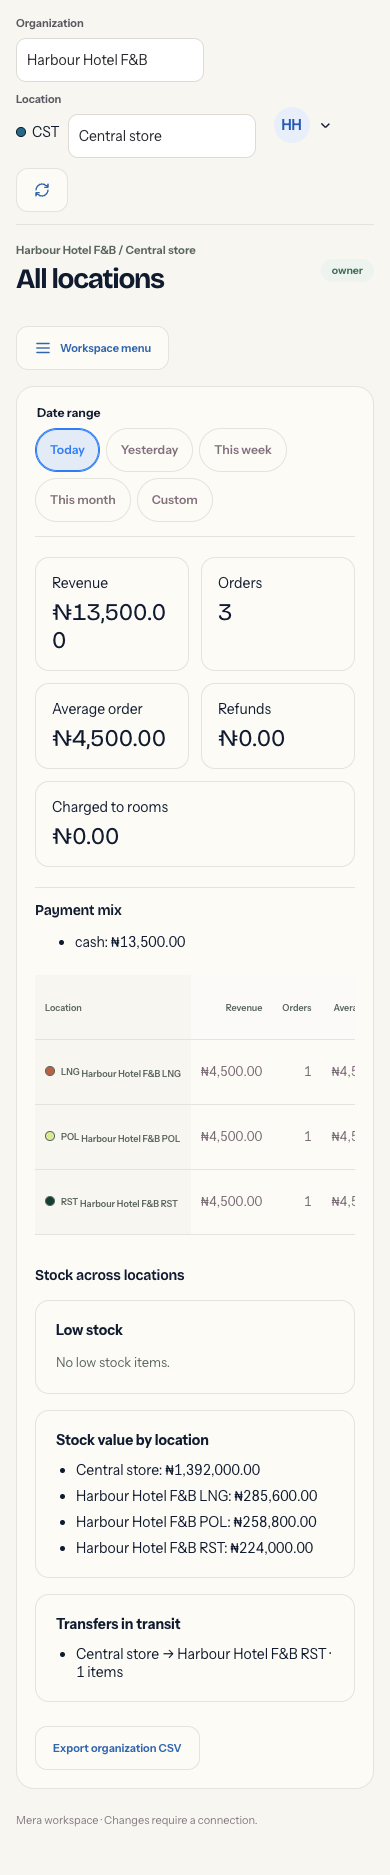 Organization
Harbour Hotel F&B
Location
CST
Central store
HH
Harbour Hotel F&B / Central store
All locations
owner
Workspace menu
Date range
Today
Yesterday
This week
This month
Custom
Revenue
₦13,500.0
0
Orders
3
Average order
₦4,500.00
Refunds
₦0.00
Charged to rooms
₦0.00
Payment mix
• cash: ₦13,500.00
Location Revenue Orders Avera
LNG Harbour Hotel F&B LNG ₦4,500.00 1 ₦4,5
POL Harbour Hotel F&B POL ₦4,500.00 1 ₦4,5
RST Harbour Hotel F&B RST ₦4,500.00 1 ₦4,5
Stock across locations
Low stock
No low stock items.
Stock value by location
• Central store: ₦1,392,000.00
• Harbour Hotel F&B LNG: ₦285,600.00
• Harbour Hotel F&B POL: ₦258,800.00
• Harbour Hotel F&B RST: ₦224,000.00
Transfers in transit
• Central store → Harbour Hotel F&B RST ·
1 items
Export organization CSV
Mera workspace · Changes require a connection.